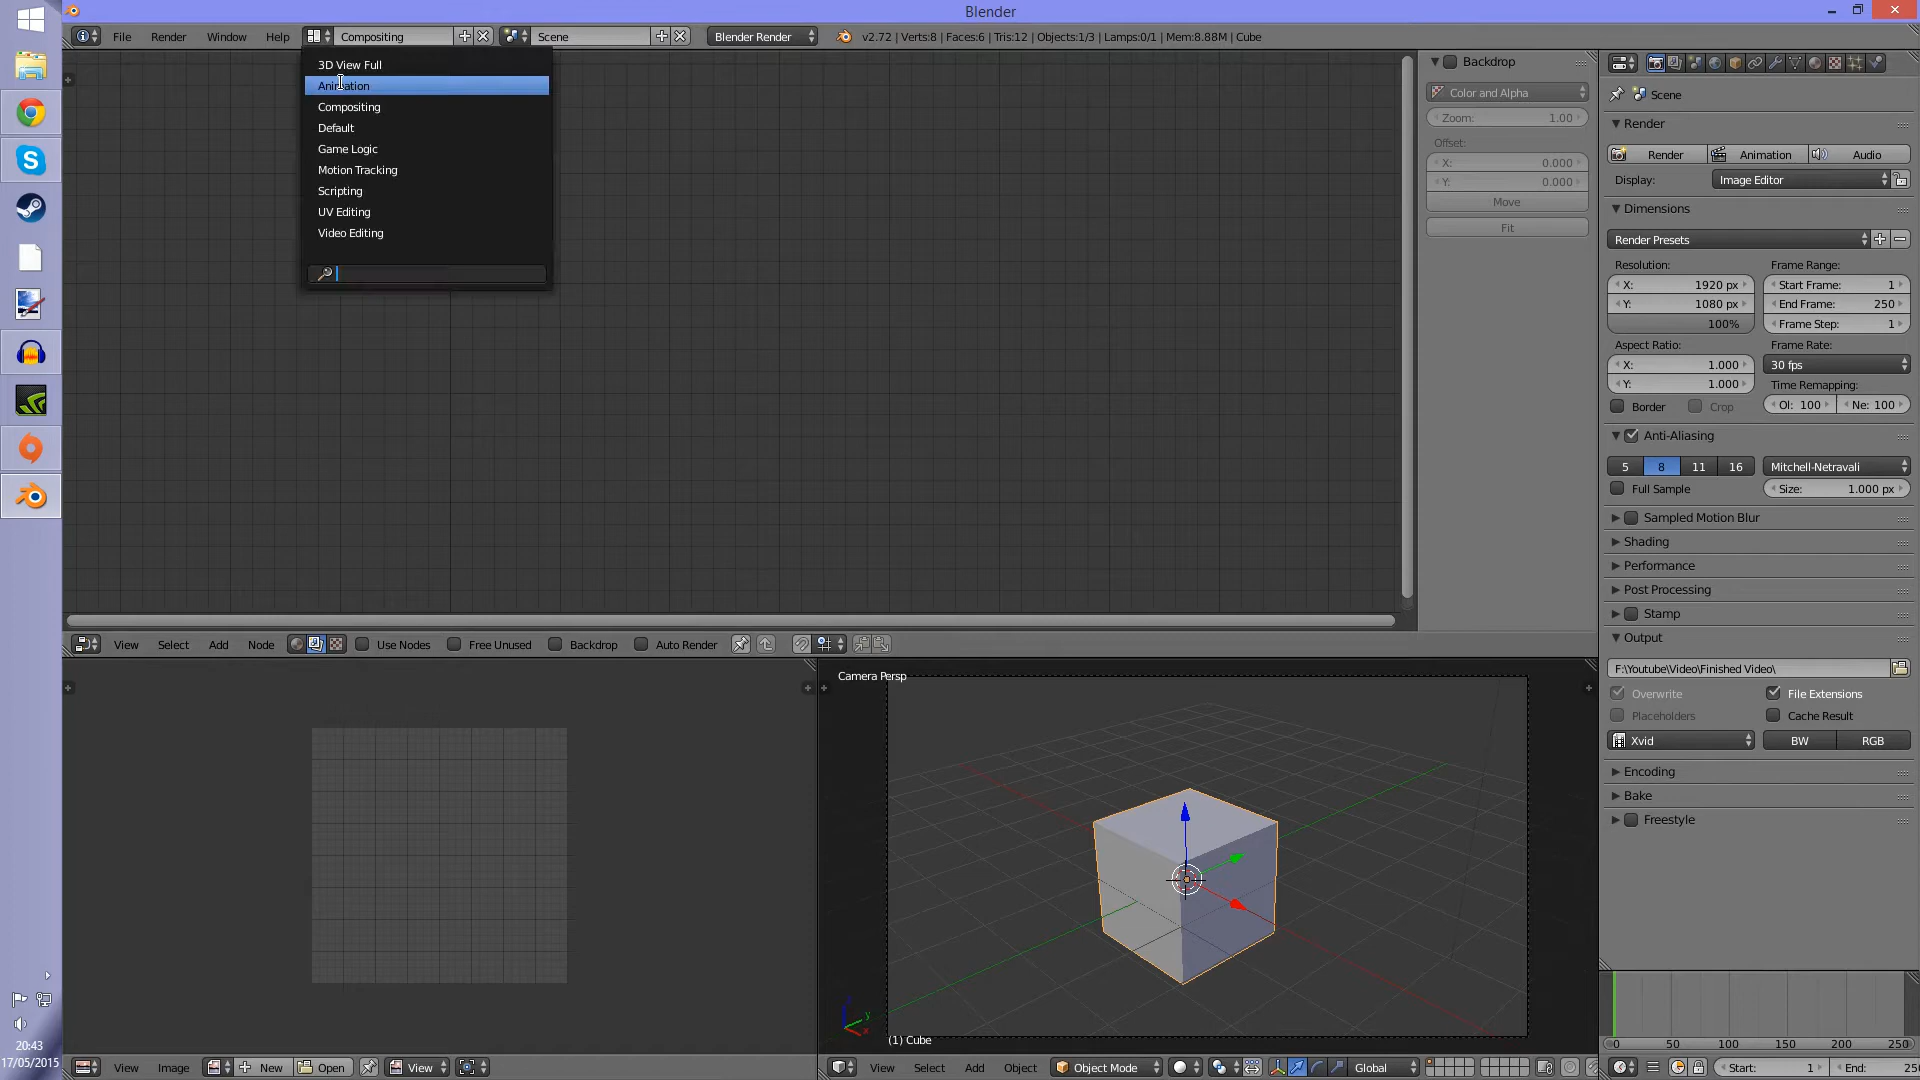 Blender
File Render Window Help Compositing Scene Blender Render v2.72 | Verts:8 | Faces:6 | Tris:12 | Objects:1/3 | Lamps:0/1 | Mem:8.88M | Cube
3D View Full
Animation
Compositing
Default
Game Logic
Motion Tracking
Scripting
UV Editing
Video Editing
Backdrop
Color and Alpha
Zoom: 1.00
Offset:
X: 0.000
Y: 0.000
Move
Fit
Scene
Render
Render Animation Audio
Display: Image Editor
Dimensions
Render Presets
Resolution: Frame Range:
X: 1920 px Start Frame: 1
Y: 1080 px End Frame: 250
100% Frame Step: 1
Aspect Ratio: Frame Rate:
X: 1.000 30 fps
Y: 1.000 Time Remapping:
Border Crop Ol: 100 Ne: 100
Anti-Aliasing
5 8 11 16 Mitchell-Netravali
Full Sample Size: 1.000 px
Sampled Motion Blur
Shading
Performance
Post Processing
Stamp
Output
F:\Youtube\Video\Finished Video\
Overwrite File Extensions
Placeholders Cache Result
Xvid BW RGB
Encoding
Bake
Freestyle
View Select Add Node Use Nodes Free Unused Backdrop Auto Render
Camera Persp
(1) Cube
z y x
0 50 100 150 200 250
View Image New Open View
View Select Add Object Object Mode Global
Start: 1 End: 25
20:43
17/05/2015